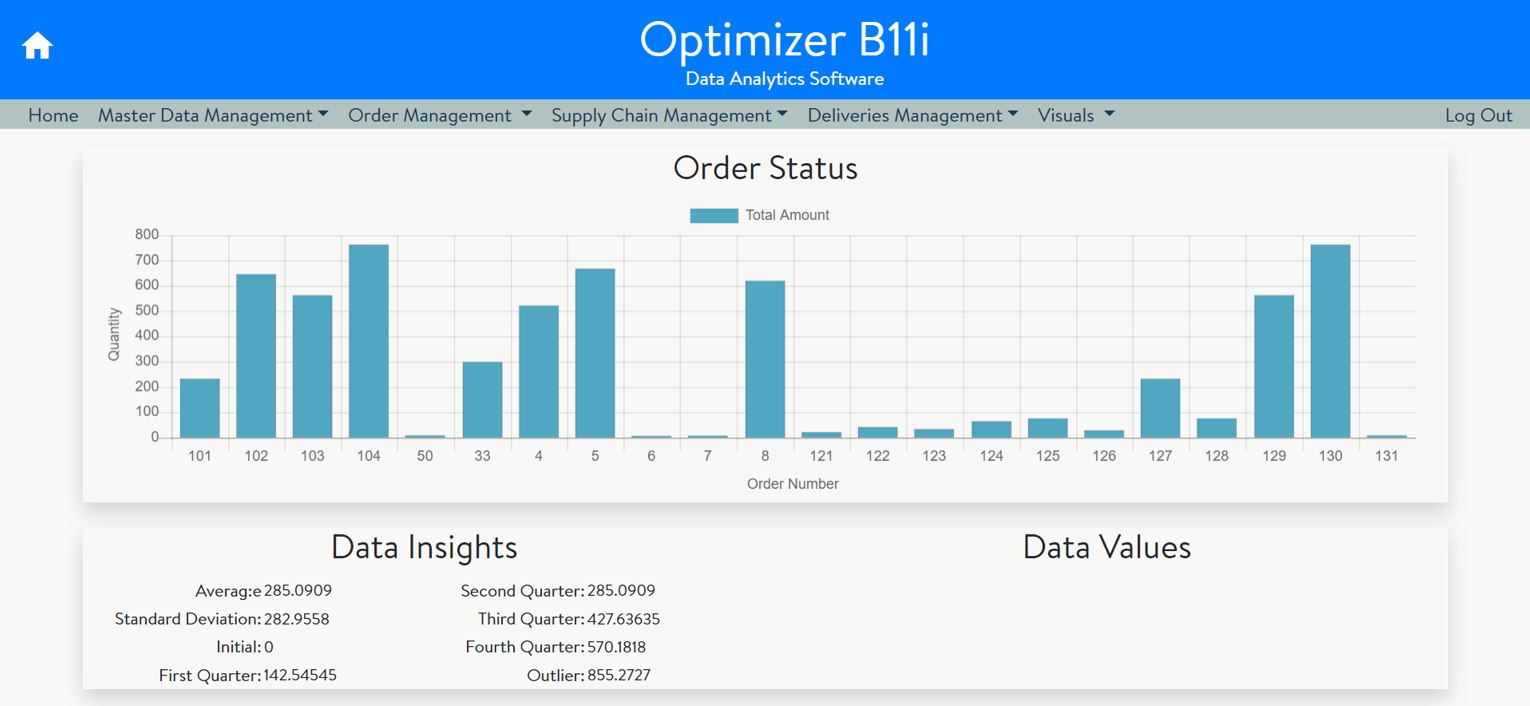 Optimizer B11i
Data Analytics Software
Home Master Data Management Order Management Supply Chain Management Deliveries Management Visuals Log Out
Order Status
Total Amount
800
700
600
500
400
300
200
100
0
Quantity
101 102 103 104 50 33 4 5 6 7 8 121 122 123 124 125 126 127 128 129 130 131
Order Number
Data Insights
Average:e 285.0909 Second Quarter: 285.0909
Standard Deviation: 282.9558 Third Quarter: 427.63635
Initial: 0 Fourth Quarter: 570.1818
First Quarter: 142.54545 Outlier: 855.2727
Data Values